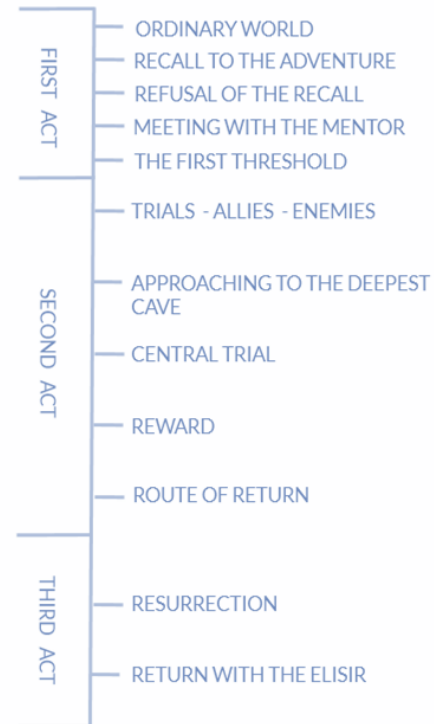 FIRST ACT
ORDINARY WORLD
RECALL TO THE ADVENTURE
REFUSAL OF THE RECALL
MEETING WITH THE MENTOR
THE FIRST THRESHOLD
SECOND ACT
TRIALS - ALLIES - ENEMIES
APPROACHING TO THE DEEPEST
CAVE
CENTRAL TRIAL
REWARD
ROUTE OF RETURN
THIRD ACT
RESURRECTION
RETURN WITH THE ELISIR